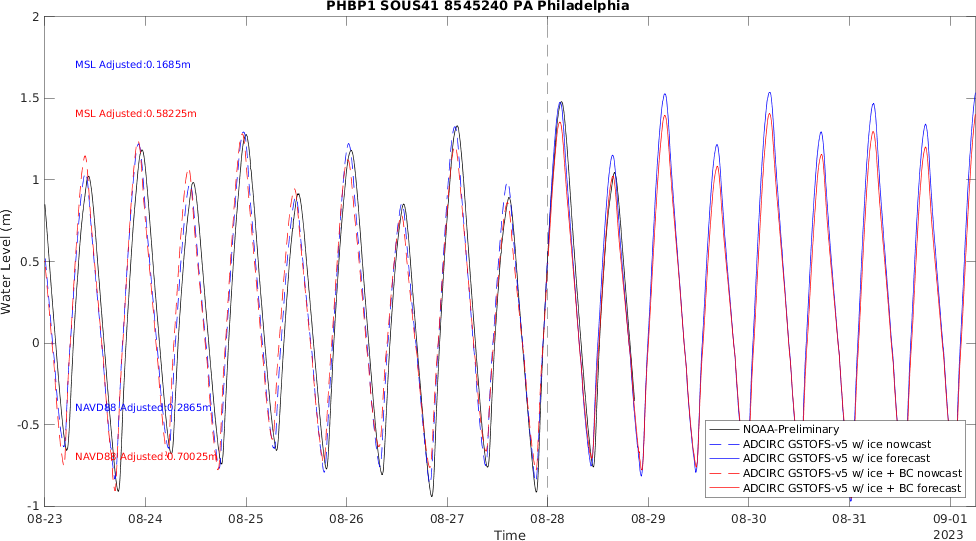 PHBP1 SOUS41 8545240 PA Philadelphia
2
1.5
1
0.5
0
-0.5
-1
Water Level (m)
MSL Adjusted:0.1685m
MSL Adjusted:0.58225m
NAVD88 Adjusted:0.2865m
NAVD88 Adjusted:0.70025m
NOAA-Preliminary
ADCIRC GSTOFS-v5 w/ ice nowcast
ADCIRC GSTOFS-v5 w/ ice forecast
ADCIRC GSTOFS-v5 w/ ice + BC nowcast
ADCIRC GSTOFS-v5 w/ ice + BC forecast
08-23 08-24 08-25 08-26 08-27 08-28 08-29 08-30 08-31 09-01
2023
Time